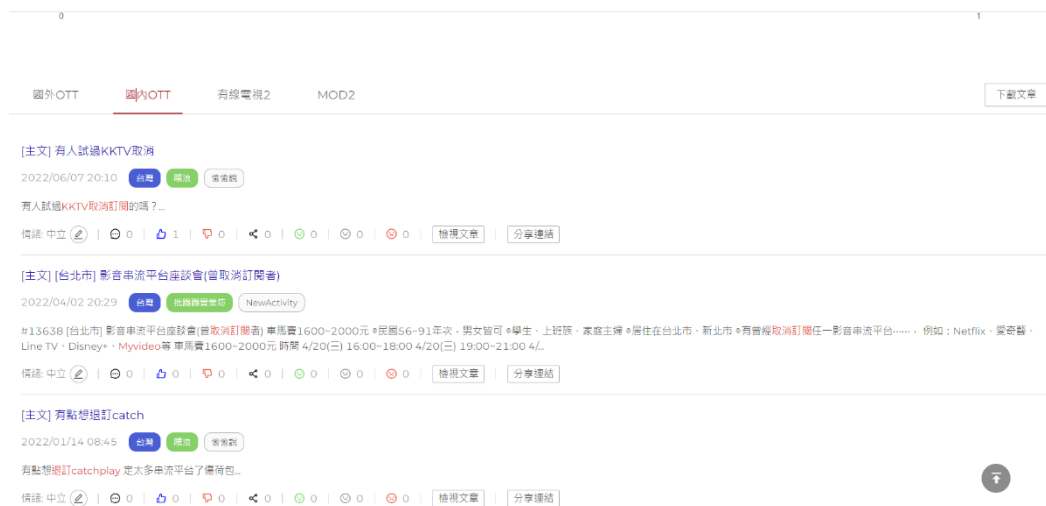 0 1
國外OTT 國內OTT 有線電視2 MOD2 下載文章
[主文] 有人試過KKTV取消
2022/06/07 20:10 台灣 噗浪 偷偷說
有人試過KKTV取消訂閱的嗎？...
情緒: 中立 | 0 | 1 | 0 | 0 | 0 | 0 | 0 | 檢視文章 | 分享連結
[主文] [台北市] 影音串流平台座談會(曾取消訂閱者)
2022/04/02 20:29 台灣 批踢踢實業坊 NewActivity
#13638 [台北市] 影音串流平台座談會(曾取消訂閱者) 車馬費1600~2000元 ⊙民國56~91年次，男女皆可 ⊙學生、上班族、家庭主婦 ⊙居住在台北市、新北市 ⊙有曾經取消訂閱任一影音串流平台……， 例如：Netflix、愛奇藝、
Line TV、Disney+、Myvideo等 車馬費1600~2000元 時間 4/20(三) 16:00~18:00 4/20(三) 19:00~21:00 4/...
情緒: 中立 | 0 | 0 | 0 | 0 | 0 | 0 | 0 | 檢視文章 | 分享連結
[主文] 有點想退訂catch
2022/01/14 08:45 台灣 噗浪 偷偷說
有點想退訂catchplay 定太多串流平台了傷荷包...
情緒: 中立 | 0 | 0 | 0 | 0 | 0 | 0 | 0 | 檢視文章 | 分享連結